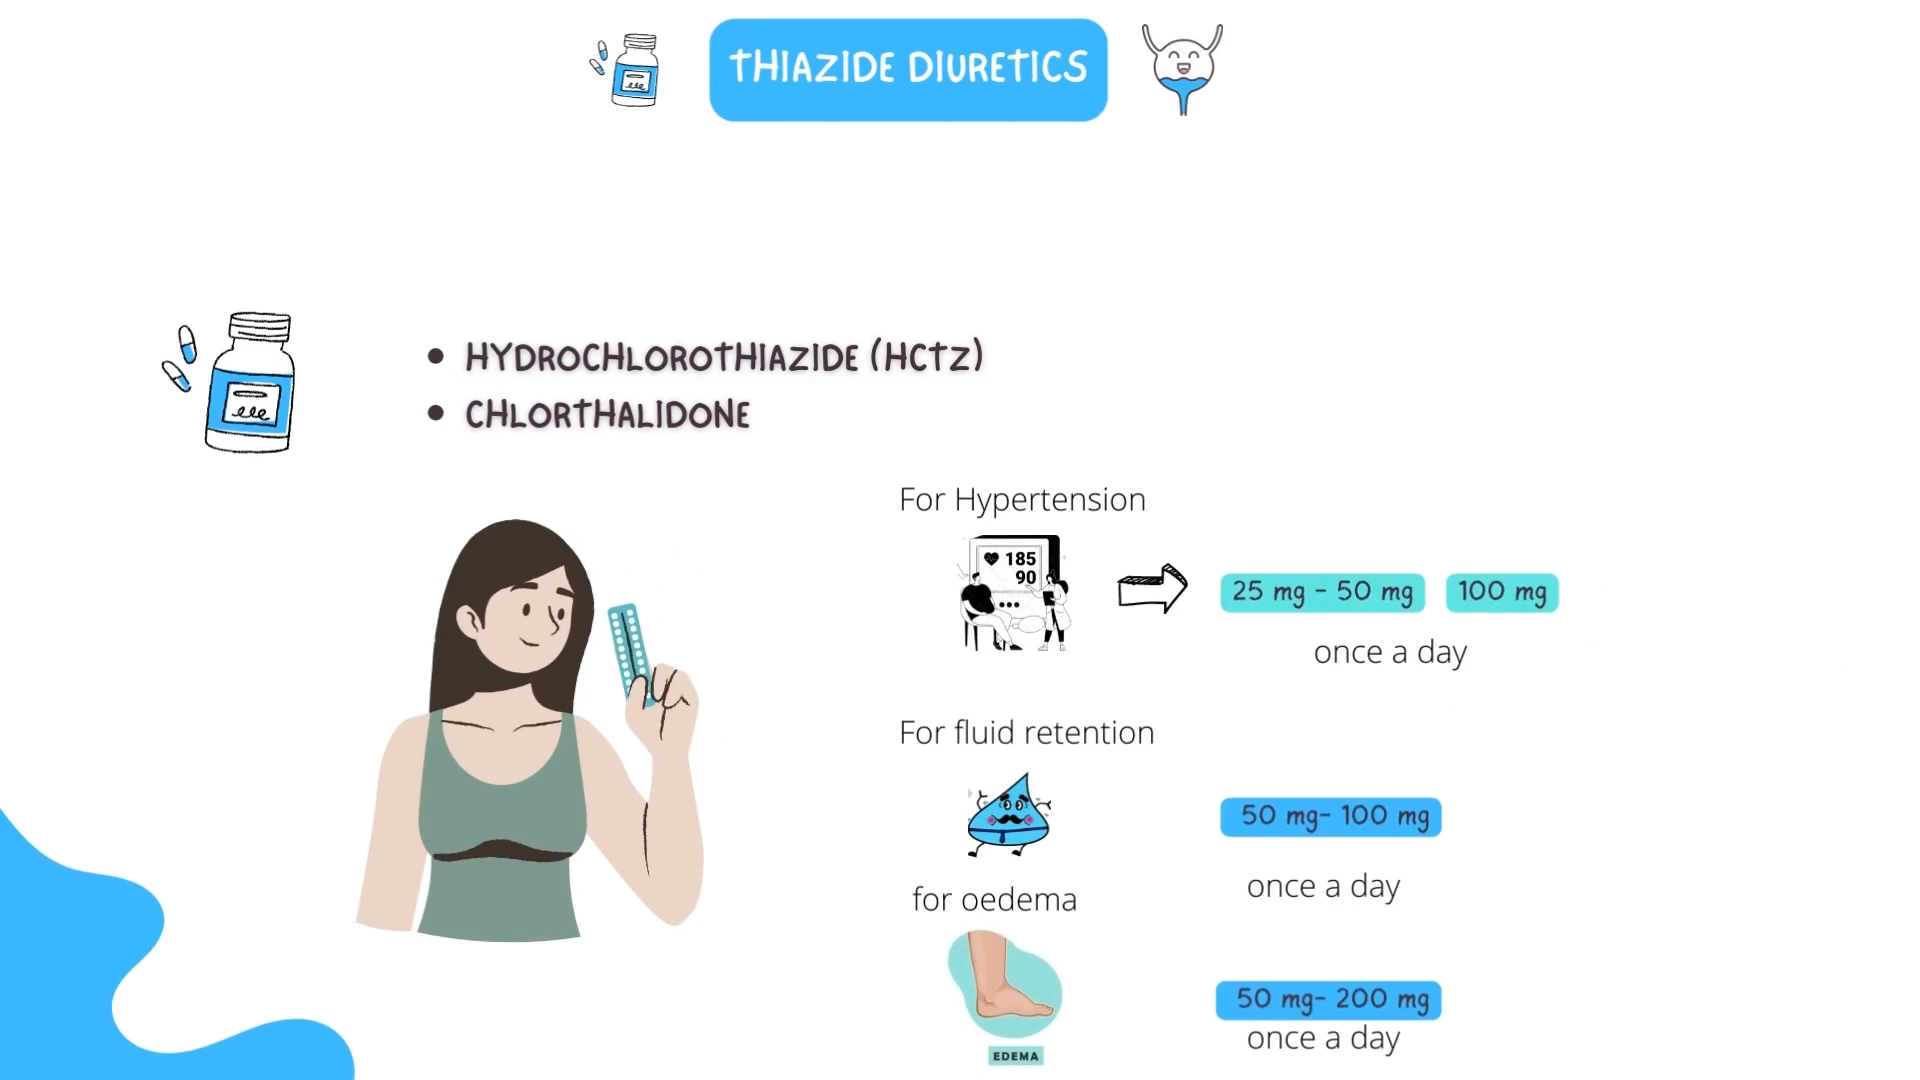 THIAZIDE DIURETICS
• HYDROCHLOROTHIAZIDE (HCTZ)
• CHLORTHALIDONE
For Hypertension
185
90
25 mg - 50 mg
100 mg
once a day
For fluid retention
50 mg- 100 mg
once a day
for oedema
EDEMA
50 mg- 200 mg
once a day